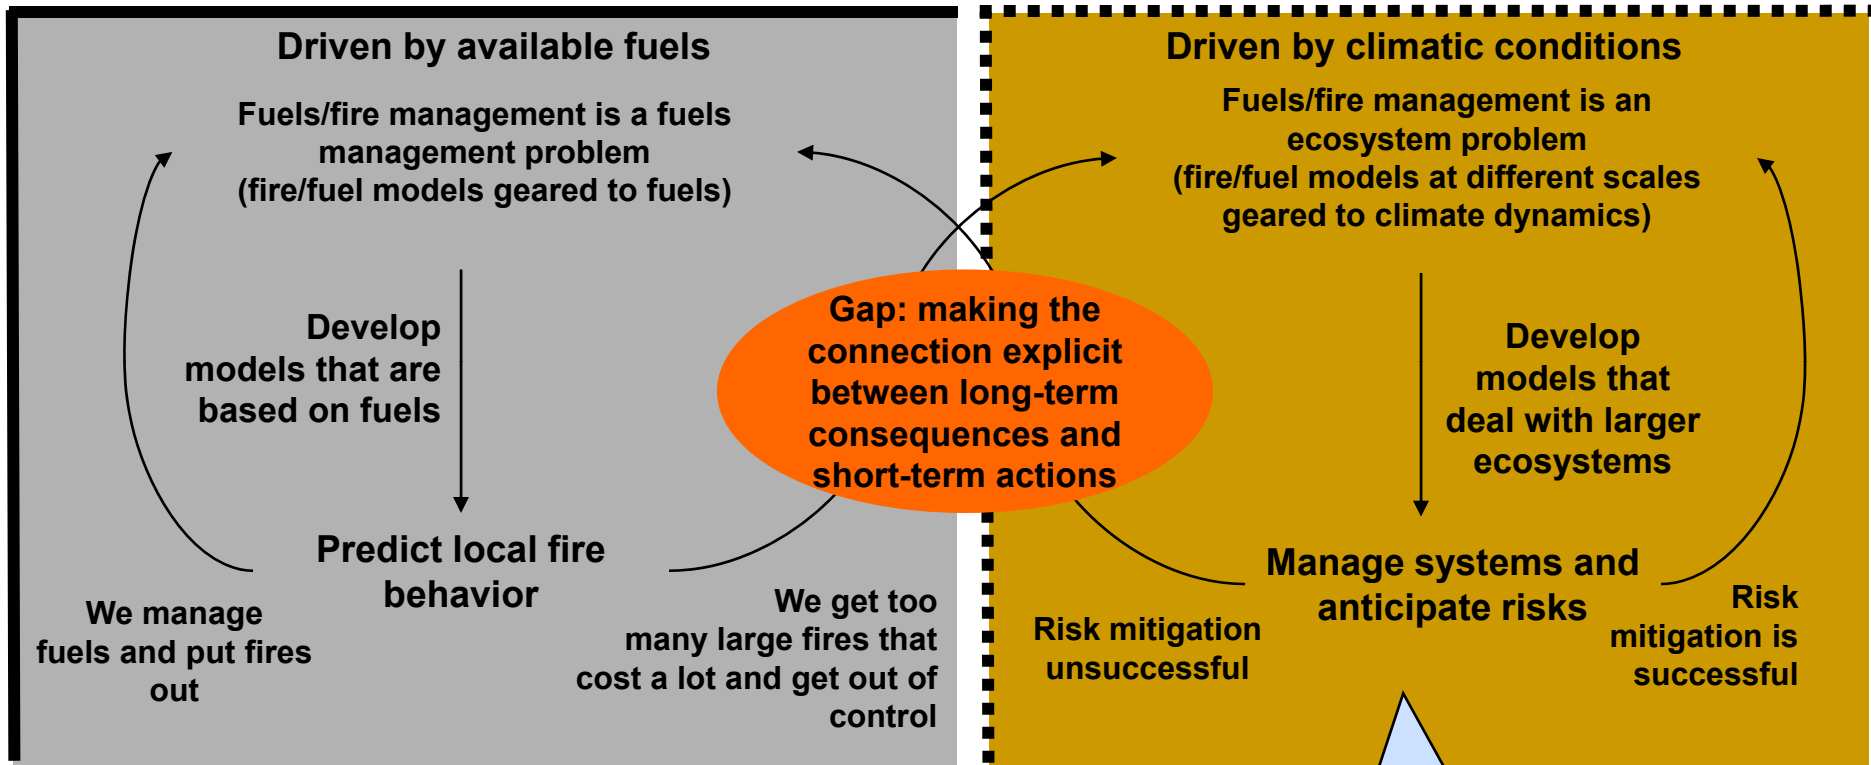 Driven by available fuels
Fuels/fire management is a fuels
management problem
(fire/fuel models geared to fuels)
Develop
models that are
based on fuels
Predict local fire
behavior
We manage
fuels and put fires
out
We get too
many large fires that
cost a lot and get out of
control
Gap: making the
connection explicit
between long-term
consequences and
short-term actions
Driven by climatic conditions
Fuels/fire management is an
ecosystem problem
(fire/fuel models at different scales
geared to climate dynamics)
Develop
models that
deal with larger
ecosystems
Manage systems and
anticipate risks
Risk mitigation
unsuccessful
Risk
mitigation is
successful